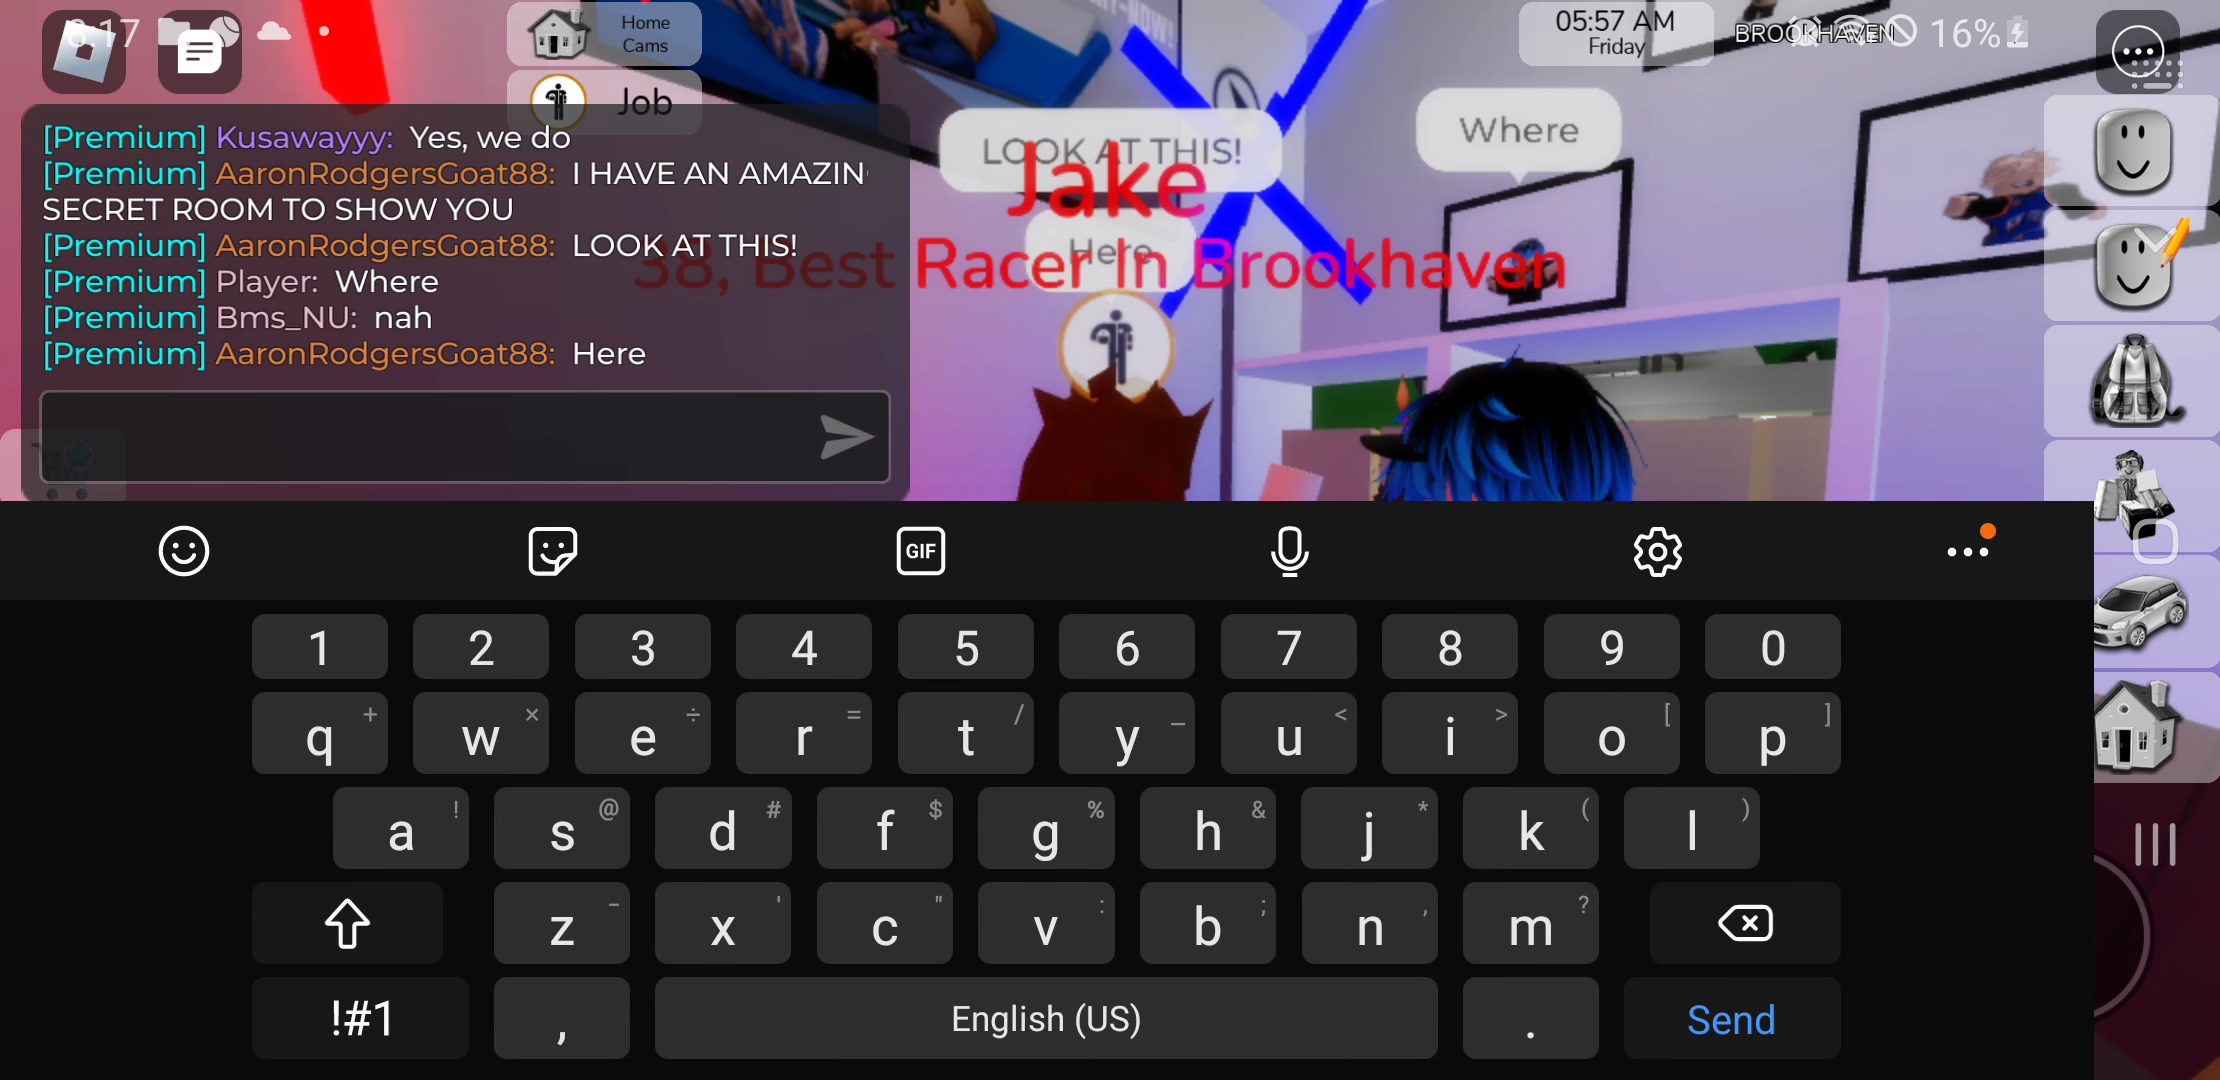 6:17
Home
Cams
Job
05:57 AM
Friday
BROOKHAVEN
16%
[Premium] Kusawayyy: Yes, we do
[Premium] AaronRodgersGoat88: I HAVE AN AMAZIN
SECRET ROOM TO SHOW YOU
[Premium] AaronRodgersGoat88: LOOK AT THIS!
[Premium] Player: Where
[Premium] Bms_NU: nah
[Premium] AaronRodgersGoat88: Here
LOOK AT THIS!
Where
Jake
Here
38, Best Racer In Brookhaven
GIF
1 2 3 4 5 6 7 8 9 0
q + w × e ÷ r = t / y _ u < i > o [ p ]
a ! s @ d # f $ g % h & j * k ( l )
z - x ' c " v : b ; n , m ?
!#1 , English (US) . Send